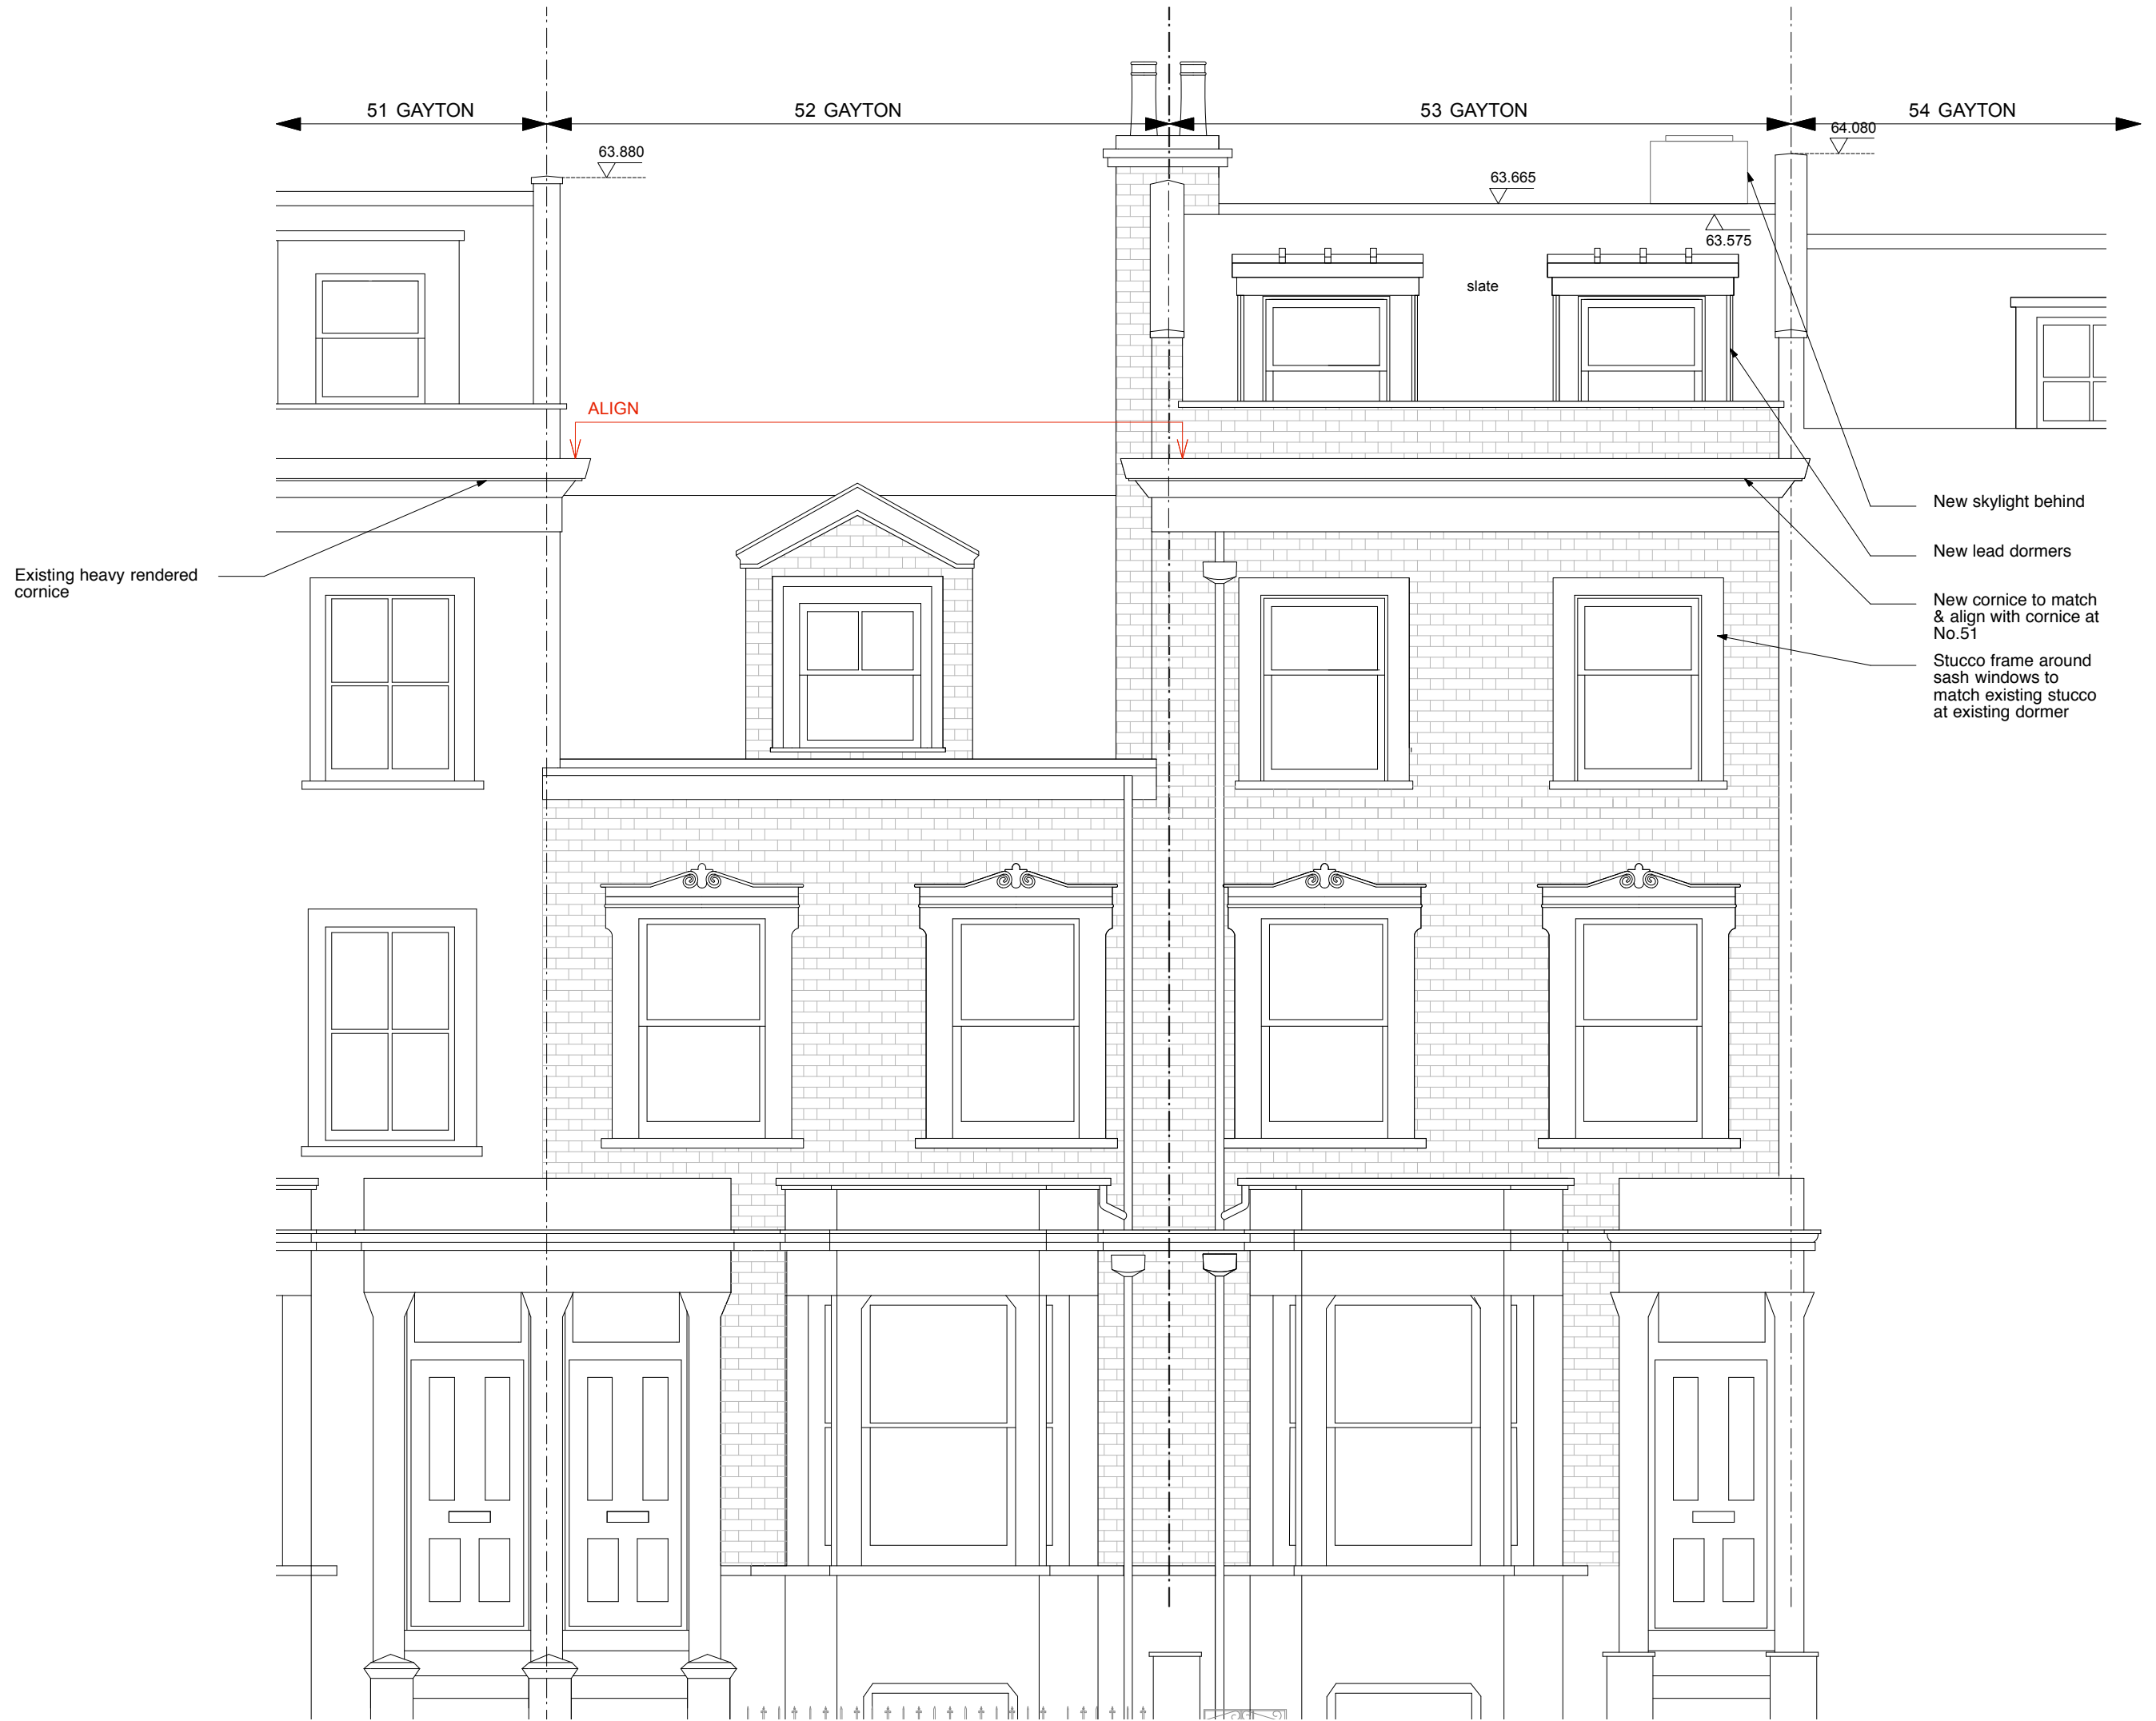 51 GAYTON
52 GAYTON
53 GAYTON
54 GAYTON
63.880
64.080
63.665
63.575
slate
ALIGN
New skylight behind
New lead dormers
Existing heavy rendered
cornice
New cornice to match
& align with cornice at
No.51
Stucco frame around
sash windows to
match existing stucco
at existing dormer